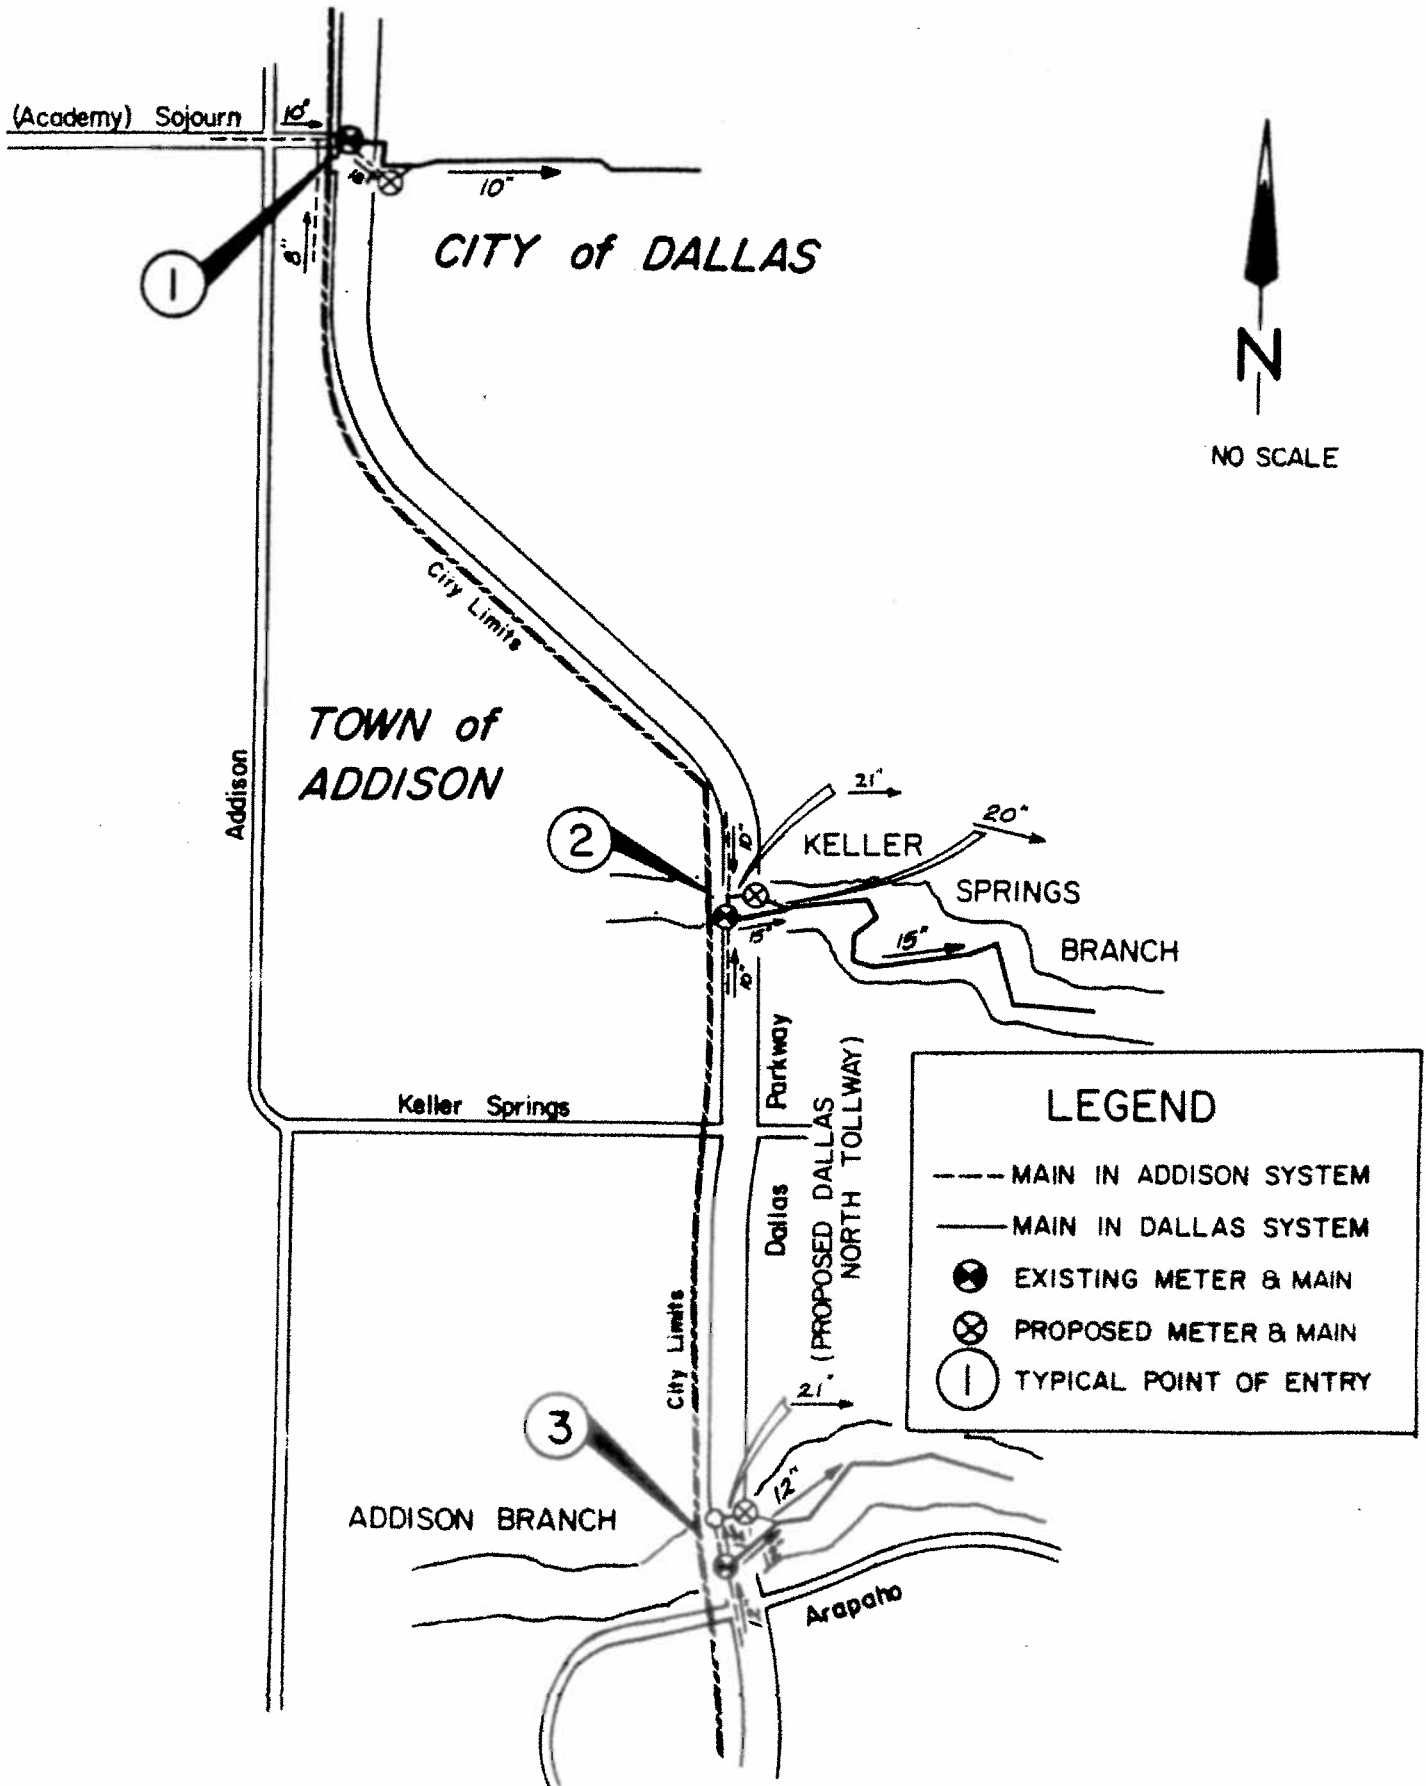 (Academy) Sojourn
10"
10"
8"
1
CITY of DALLAS
N
NO SCALE
City Limits
TOWN of
ADDISON
Addison
2
21"
20"
10"
KELLER
SPRINGS
BRANCH
15"
15"
10"
Parkway
Keller Springs
Dallas
(PROPOSED DALLAS
NORTH TOLLWAY)
City Limits
LEGEND
MAIN IN ADDISON SYSTEM
MAIN IN DALLAS SYSTEM
EXISTING METER & MAIN
PROPOSED METER & MAIN
1 TYPICAL POINT OF ENTRY
21"
3
12"
ADDISON BRANCH
12"
Arapaho